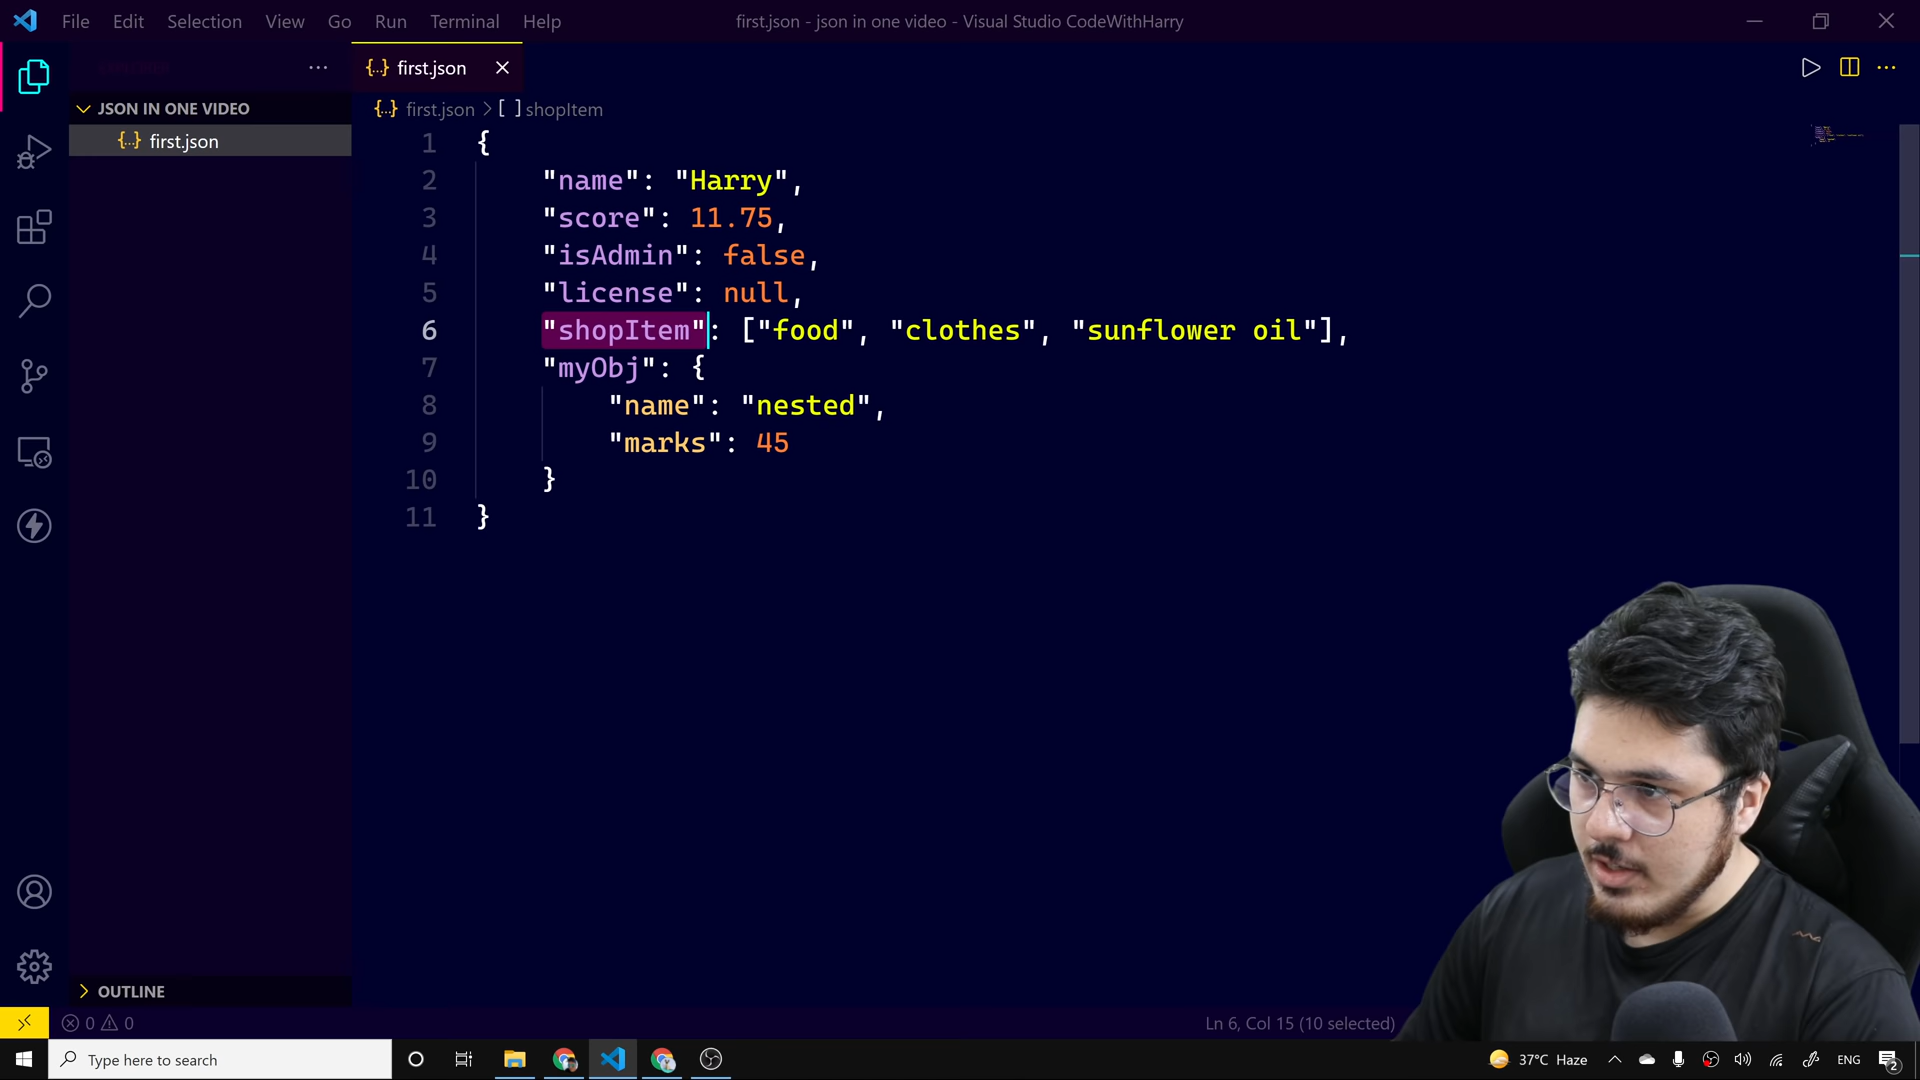 File Edit Selection View Go Run Terminal Help
first.json - json in one video - Visual Studio CodeWithHarry
{..} first.json
JSON IN ONE VIDEO
{..} first.json
{..} first.json > [ ] shopItem
1 {
2 "name": "Harry",
3 "score": 11.75,
4 "isAdmin": false,
5 "license": null,
6 "shopItem": ["food", "clothes", "sunflower oil"],
7 "myObj": {
8 "name": "nested",
9 "marks": 45
10 }
11 }
OUTLINE
0 0
Ln 6, Col 15 (10 selected)
Type here to search
37°C Haze
ENG
2